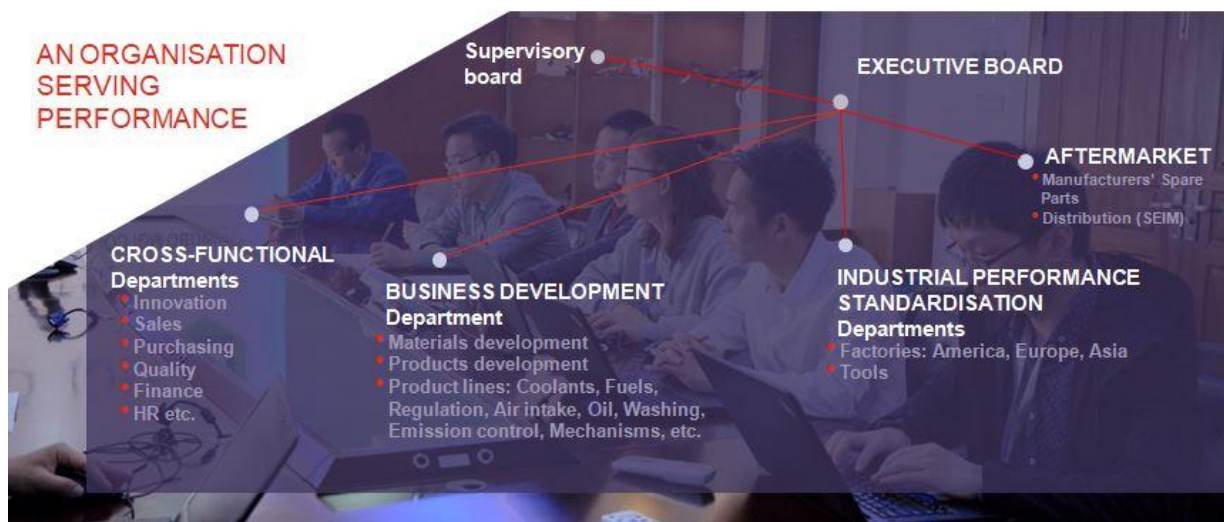 AN ORGANISATION
SERVING
PERFORMANCE
Supervisory
board
EXECUTIVE BOARD
AFTERMARKET
• Manufacturers' Spare
Parts
• Distribution (SEIM)
CROSS-FUNCTIONAL
Departments
• Innovation
• Sales
• Purchasing
• Quality
• Finance
• HR etc.
BUSINESS DEVELOPMENT
Department
• Materials development
• Products development
• Product lines: Coolants, Fuels,
Regulation, Air intake, Oil, Washing,
Emission control, Mechanisms, etc.
INDUSTRIAL PERFORMANCE
STANDARDISATION
Departments
• Factories: America, Europe, Asia
• Tools